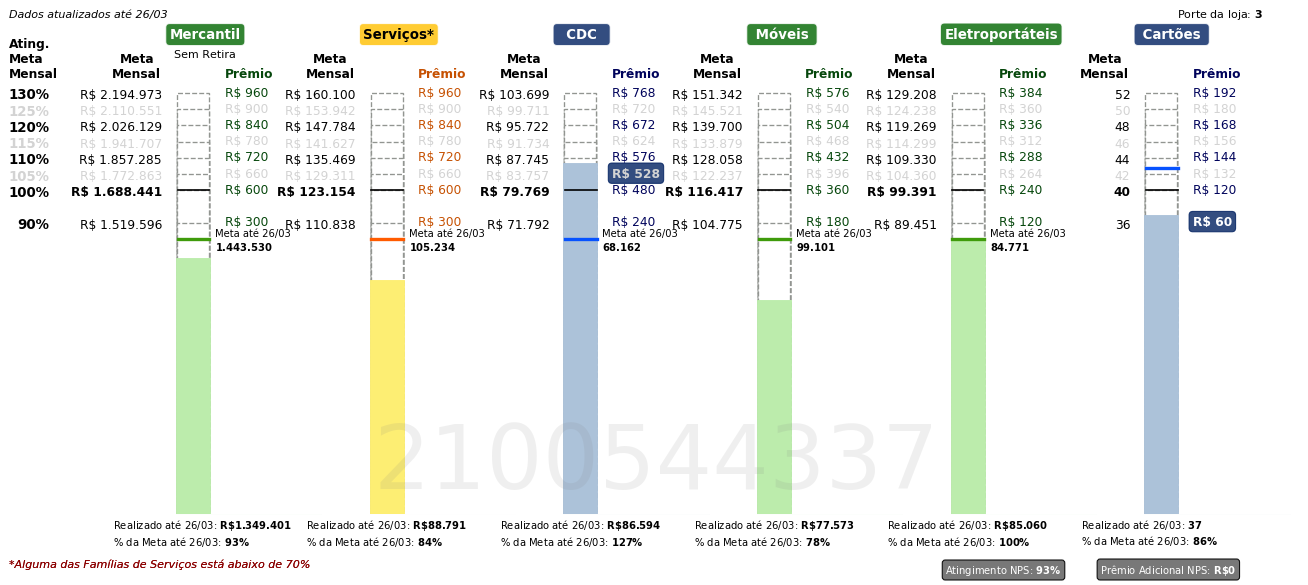 Dados atualizados até 26/03
Porte da loja: 3
Mercantil
Serviços*
CDC
Móveis
Eletroportáteis
Cartões
Sem Retira
Ating. Meta Mensal
Meta Mensal Prêmio Meta Mensal Prêmio Meta Mensal Prêmio Meta Mensal Prêmio Meta Mensal Prêmio Meta Mensal Prêmio
130% R$ 2.194.973 R$ 960 R$ 160.100 R$ 960 R$ 103.699 R$ 768 R$ 151.342 R$ 576 R$ 129.208 R$ 384 52 R$ 192
125% R$ 2.110.551 R$ 900 R$ 153.942 R$ 900 R$ 99.711 R$ 720 R$ 145.521 R$ 540 R$ 124.238 R$ 360 50 R$ 180
120% R$ 2.026.129 R$ 840 R$ 147.784 R$ 840 R$ 95.722 R$ 672 R$ 139.700 R$ 504 R$ 119.269 R$ 336 48 R$ 168
115% R$ 1.941.707 R$ 780 R$ 141.627 R$ 780 R$ 91.734 R$ 624 R$ 133.879 R$ 468 R$ 114.299 R$ 312 46 R$ 156
110% R$ 1.857.285 R$ 720 R$ 135.469 R$ 720 R$ 87.745 R$ 576 R$ 128.058 R$ 432 R$ 109.330 R$ 288 44 R$ 144
105% R$ 1.772.863 R$ 660 R$ 129.311 R$ 660 R$ 83.757 R$ 528 R$ 122.237 R$ 396 R$ 104.360 R$ 264 42 R$ 132
100% R$ 1.688.441 R$ 600 R$ 123.154 R$ 600 R$ 79.769 R$ 480 R$ 116.417 R$ 360 R$ 99.391 R$ 240 40 R$ 120
90% R$ 1.519.596 R$ 300 R$ 110.838 R$ 300 R$ 71.792 R$ 240 R$ 104.775 R$ 180 R$ 89.451 R$ 120 36 R$ 60
Meta até 26/03 Meta até 26/03 Meta até 26/03 Meta até 26/03 Meta até 26/03
1.443.530 105.234 68.162 99.101 84.771
2100544337
Realizado até 26/03: R$1.349.401 Realizado até 26/03: R$88.791 Realizado até 26/03: R$86.594 Realizado até 26/03: R$77.573 Realizado até 26/03: R$85.060 Realizado até 26/03: 37
% da Meta até 26/03: 93% % da Meta até 26/03: 84% % da Meta até 26/03: 127% % da Meta até 26/03: 78% % da Meta até 26/03: 100% % da Meta até 26/03: 86%
*Alguma das Famílias de Serviços está abaixo de 70%
Atingimento NPS: 93%
Prêmio Adicional NPS: R$0